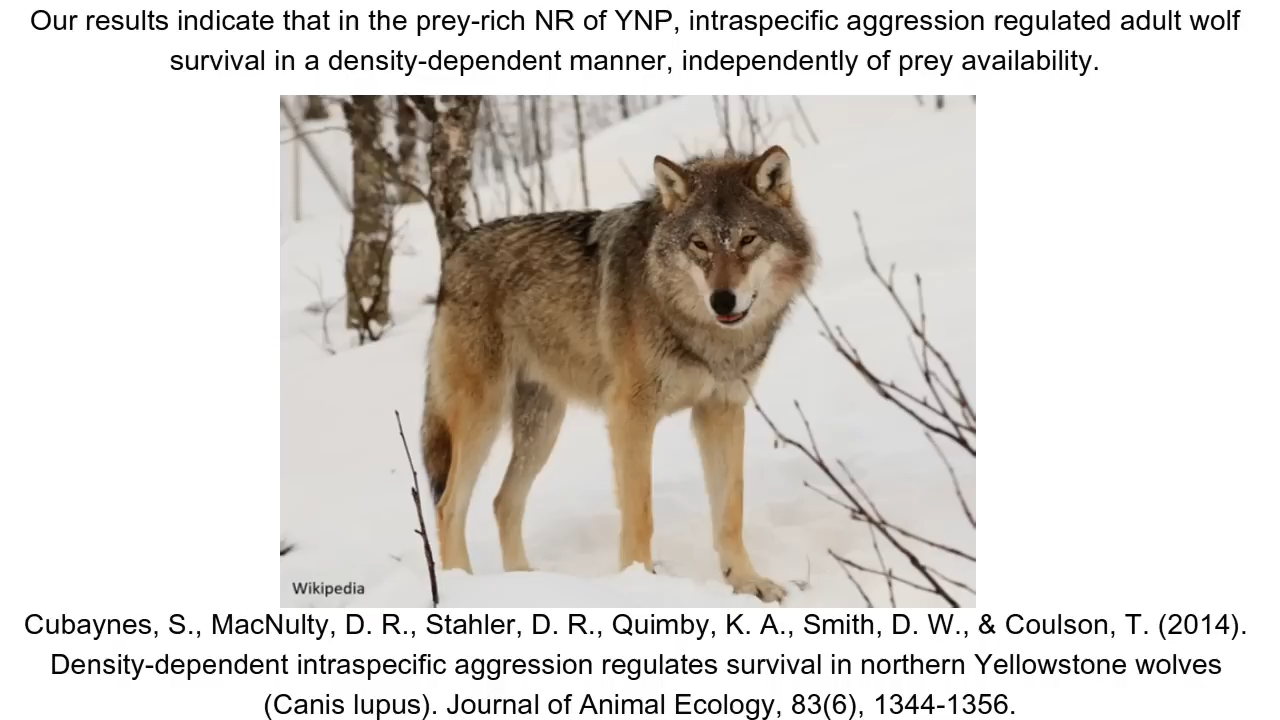 Our results indicate that in the prey-rich NR of YNP, intraspecific aggression regulated adult wolf
survival in a density-dependent manner, independently of prey availability.
Wikipedia
Cubaynes, S., MacNulty, D. R., Stahler, D. R., Quimby, K. A., Smith, D. W., & Coulson, T. (2014).
Density-dependent intraspecific aggression regulates survival in northern Yellowstone wolves
(Canis lupus). Journal of Animal Ecology, 83(6), 1344-1356.